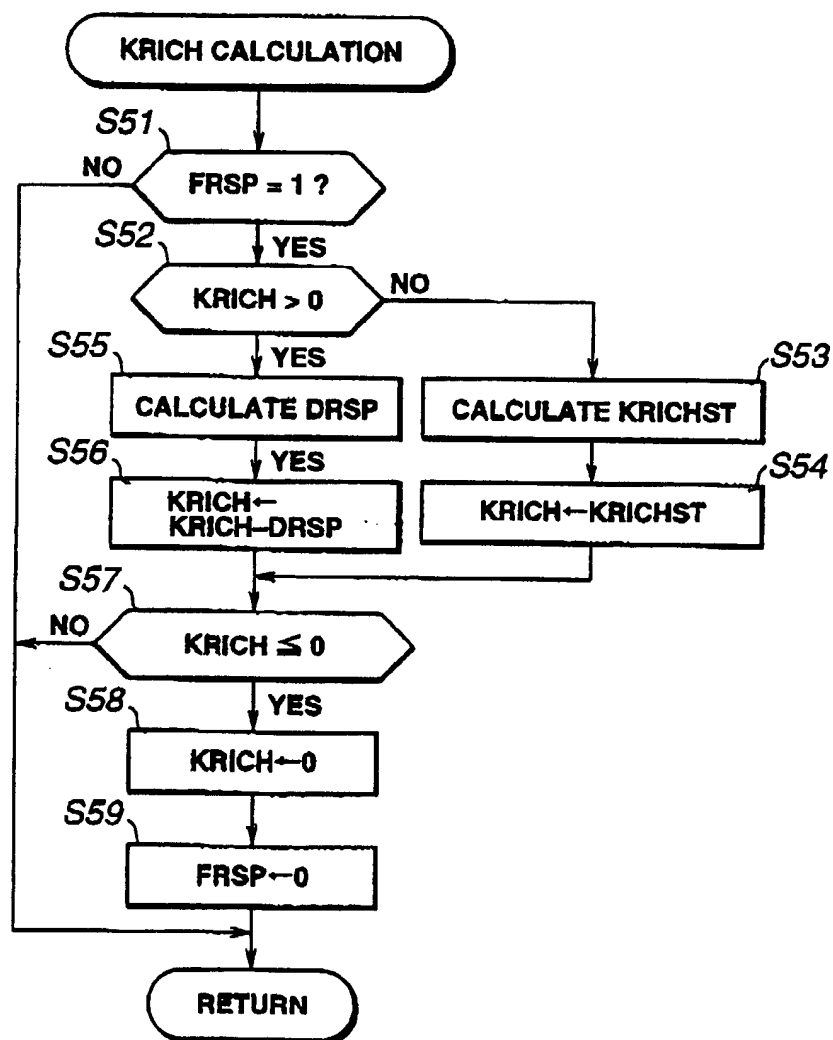 KRICH CALCULATION
S51
NO
FRSP = 1 ?
S52
YES
KRICH > 0
NO
S55
YES
S53
CALCULATE DRSP
CALCULATE KRICHST
S56
YES
S54
KRICH←
KRICH–DRSP
KRICH←KRICHST
S57
NO
KRICH ≦ 0
S58
YES
KRICH←0
S59
FRSP←0
RETURN